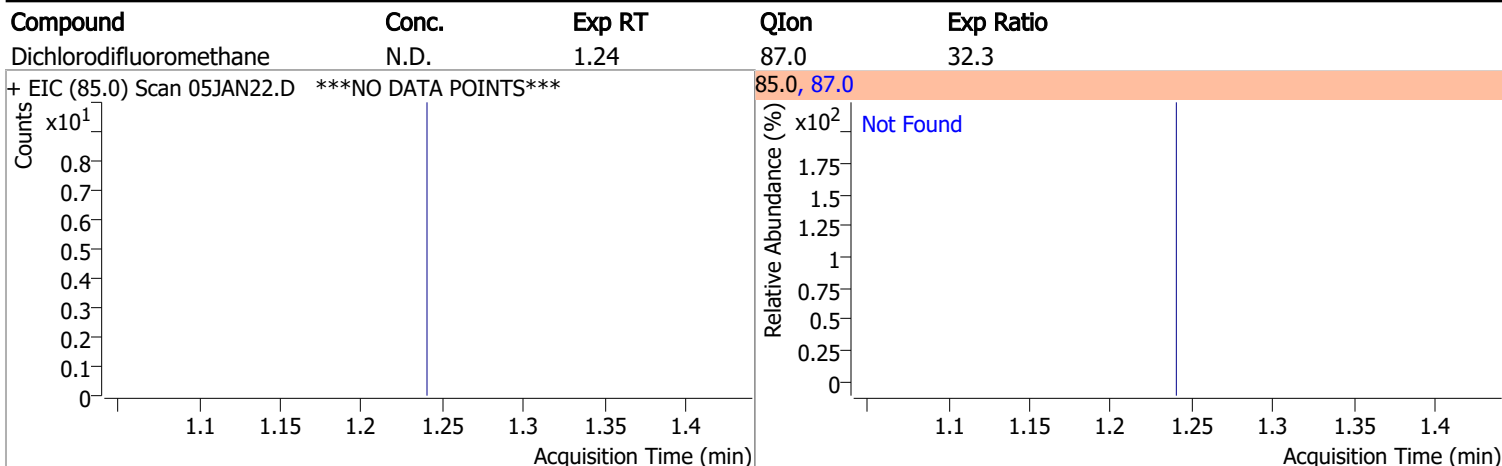 Compound Conc. Exp RT QIon Exp Ratio
Dichlorodifluoromethane N.D. 1.24 87.0 32.3
+ EIC (85.0) Scan 05JAN22.D ***NO DATA POINTS***
Counts
x10¹
0.8
0.7
0.6
0.5
0.4
0.3
0.2
0.1
0
1.1 1.15 1.2 1.25 1.3 1.35 1.4
Acquisition Time (min)
85.0, 87.0
Relative Abundance (%)
x10²
Not Found
1.75
1.5
1.25
1
0.75
0.5
0.25
0
1.1 1.15 1.2 1.25 1.3 1.35 1.4
Acquisition Time (min)